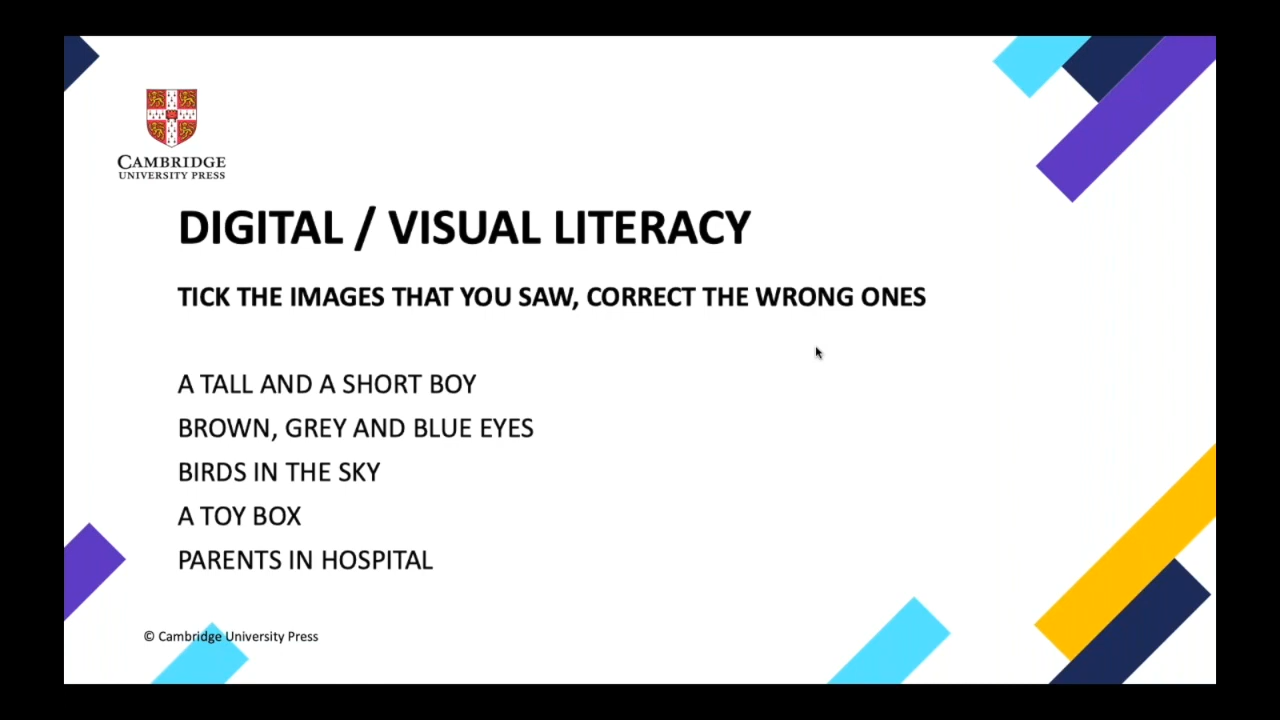 CAMBRIDGE
UNIVERSITY PRESS
DIGITAL / VISUAL LITERACY
TICK THE IMAGES THAT YOU SAW, CORRECT THE WRONG ONES
A TALL AND A SHORT BOY
BROWN, GREY AND BLUE EYES
BIRDS IN THE SKY
A TOY BOX
PARENTS IN HOSPITAL
© Cambridge University Press